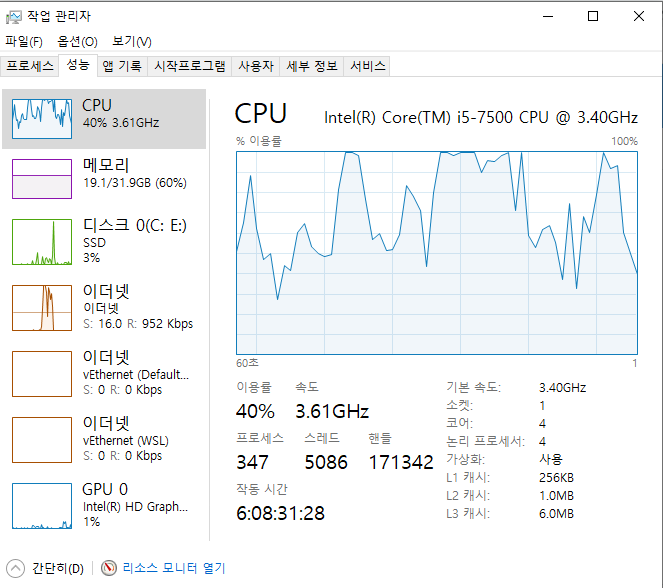 작업 관리자
파일(F) 옵션(O) 보기(V)
프로세스 성능 앱 기록 시작프로그램 사용자 세부 정보 서비스
CPU
40% 3.61GHz
메모리
19.1/31.9GB (60%)
디스크 0(C: E:)
SSD
3%
이더넷
이더넷
S: 16.0 R: 952 Kbps
이더넷
vEthernet (Default...
S: 0 R: 0 Kbps
이더넷
vEthernet (WSL)
S: 0 R: 0 Kbps
GPU 0
Intel(R) HD Graph...
1%
CPU Intel(R) Core(TM) i5-7500 CPU @ 3.40GHz
% 이용률 100%
60초 1
이용률 속도
40% 3.61GHz
프로세스 스레드 핸들
347 5086 171342
작동 시간
6:08:31:28
기본 속도: 3.40GHz
소켓: 1
코어: 4
논리 프로세서: 4
가상화: 사용
L1 캐시: 256KB
L2 캐시: 1.0MB
L3 캐시: 6.0MB
간단히(D) 리소스 모니터 열기